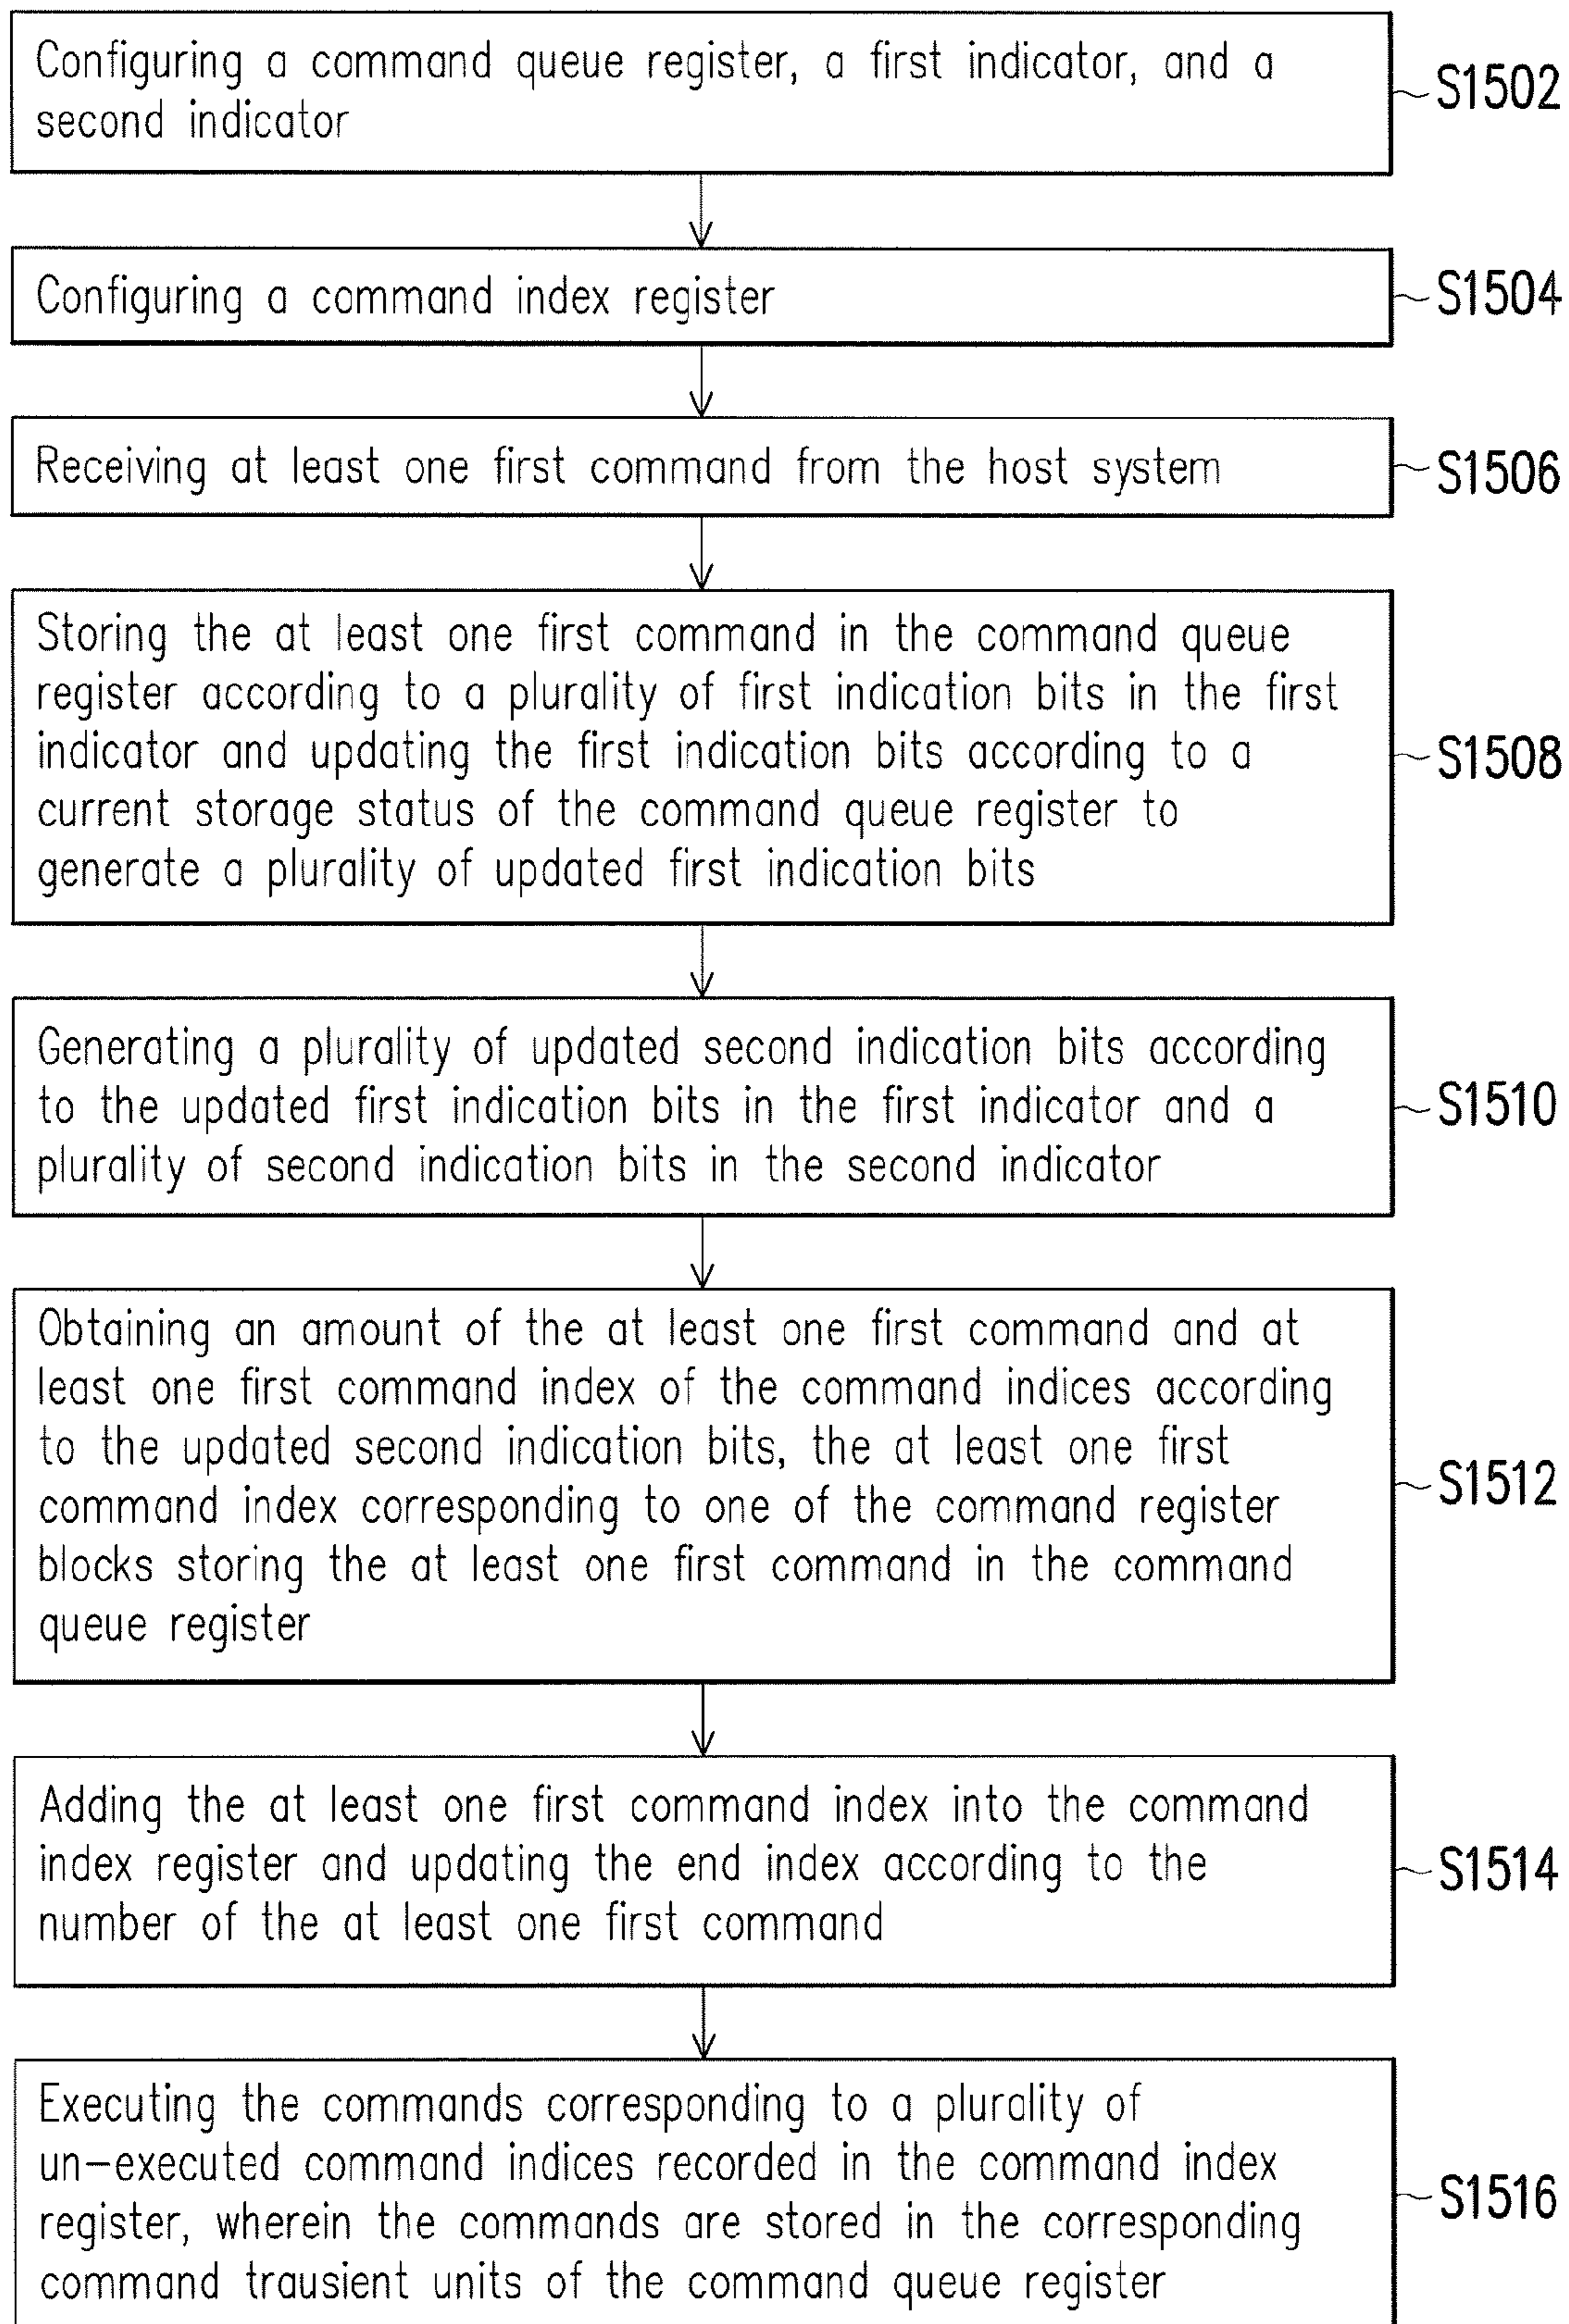 Configuring a command queue register, a first indicator, and a
second indicator
S1502
Configuring a command index register
S1504
Receiving at least one first command from the host system
S1506
Storing the at least one first command in the command queue
register according to a plurality of first indication bits in the first
indicator and updating the first indication bits according to a
current storage status of the command queue register to
generate a plurality of updated first indication bits
S1508
Generating a plurality of updated second indication bits according
to the updated first indication bits in the first indicator and a
plurality of second indication bits in the second indicator
S1510
Obtaining an amount of the at least one first command and at
least one first command index of the command indices according
to the updated second indication bits, the at least one first
command index corresponding to one of the command register
blocks storing the at least one first command in the command
queue register
S1512
Adding the at least one first command index into the command
index register and updating the end index according to the
number of the at least one first command
S1514
Executing the commands corresponding to a plurality of
un-executed command indices recorded in the command index
register, wherein the commands are stored in the corresponding
command trausient units of the command queue register
S1516